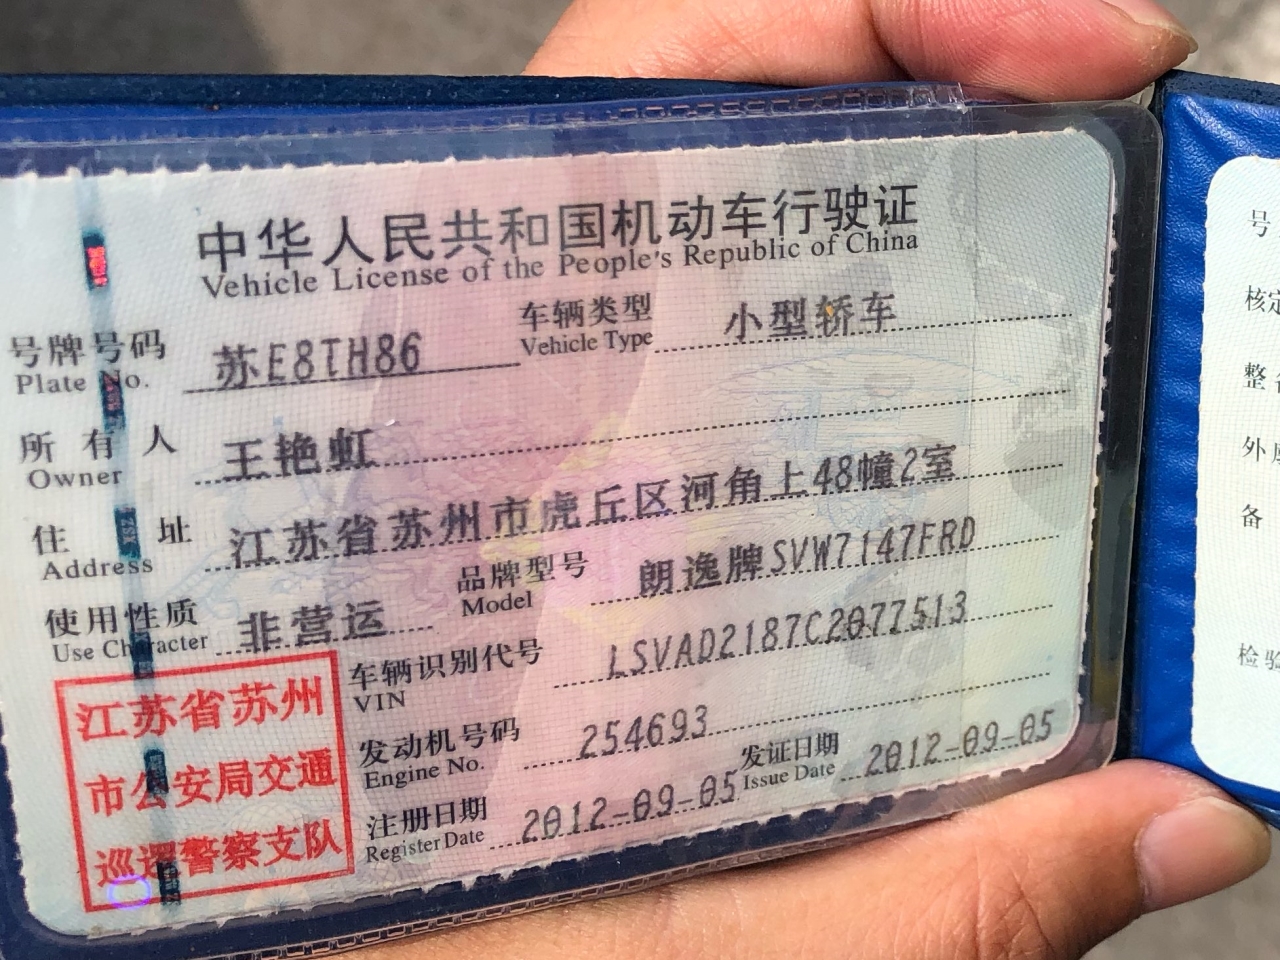 中华人民共和国机动车行驶证
Vehicle License of the People's Republic of China
号牌号码 苏E8TH86 车辆类型 小型轿车
Plate No. Vehicle Type
所有人 王艳虹
Owner
住址 江苏省苏州市虎丘区河角上48幢2室
Address
使用性质 非营运 品牌型号 朗逸牌SVW7147FRD
Use Character Model
车辆识别代号 LSVAD2187C2077513
VIN
发动机号码 254693
Engine No.
注册日期 2012-09-05 发证日期 2012-09-05
Register Date Issue Date
江苏省苏州
市公安局交通
巡逻警察支队
号
核定
整备
外廓
备
检验